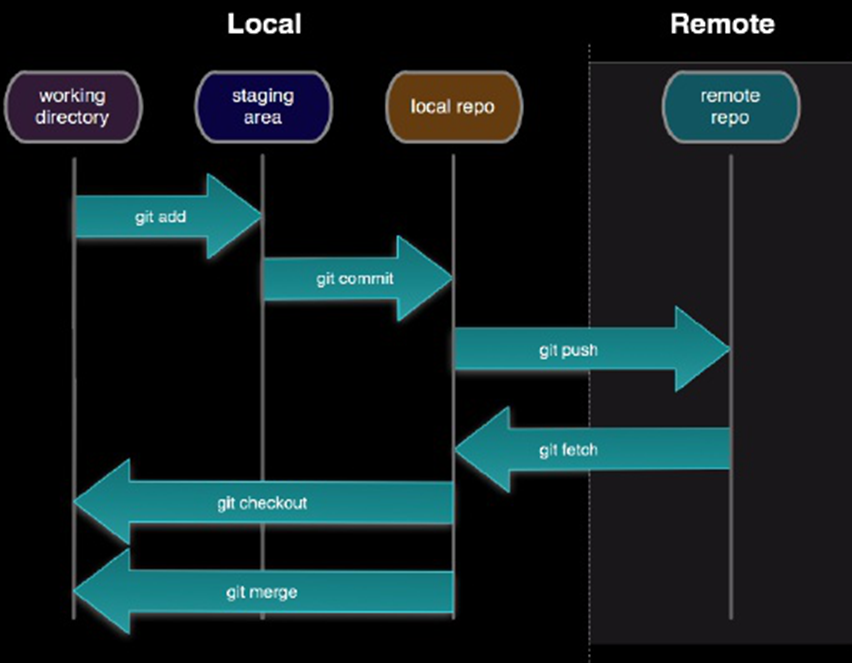 Local
Remote
working
directory
staging
area
local repo
remote
repo
git add
git commit
git push
git fetch
git checkout
git merge